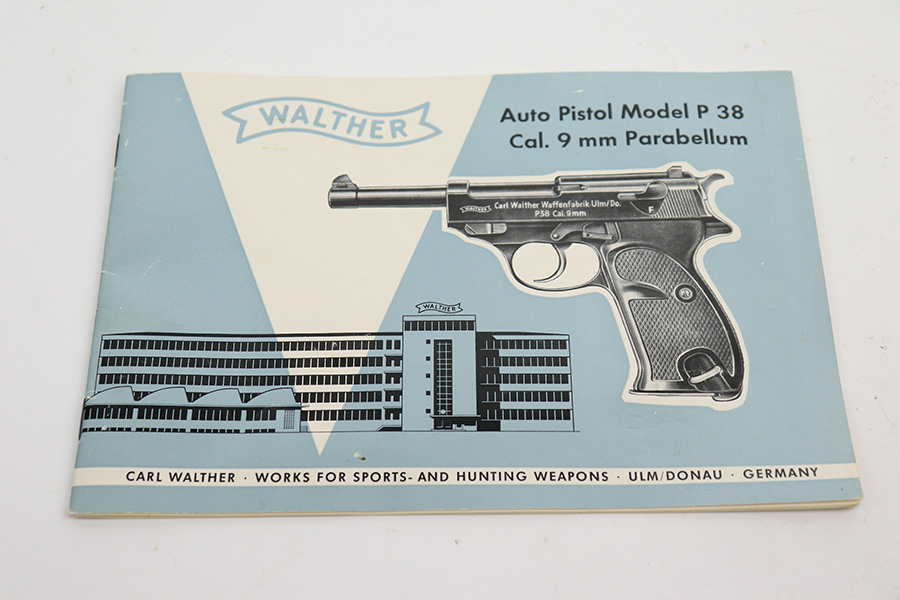 WALTHER
Auto Pistol Model P 38
Cal. 9 mm Parabellum
WALTHER Carl Walther Waffenfabrik Ulm/Do.
P38 Cal. 9mm
F
WALTHER
CARL WALTHER · WORKS FOR SPORTS- AND HUNTING WEAPONS · ULM/DONAU · GERMANY